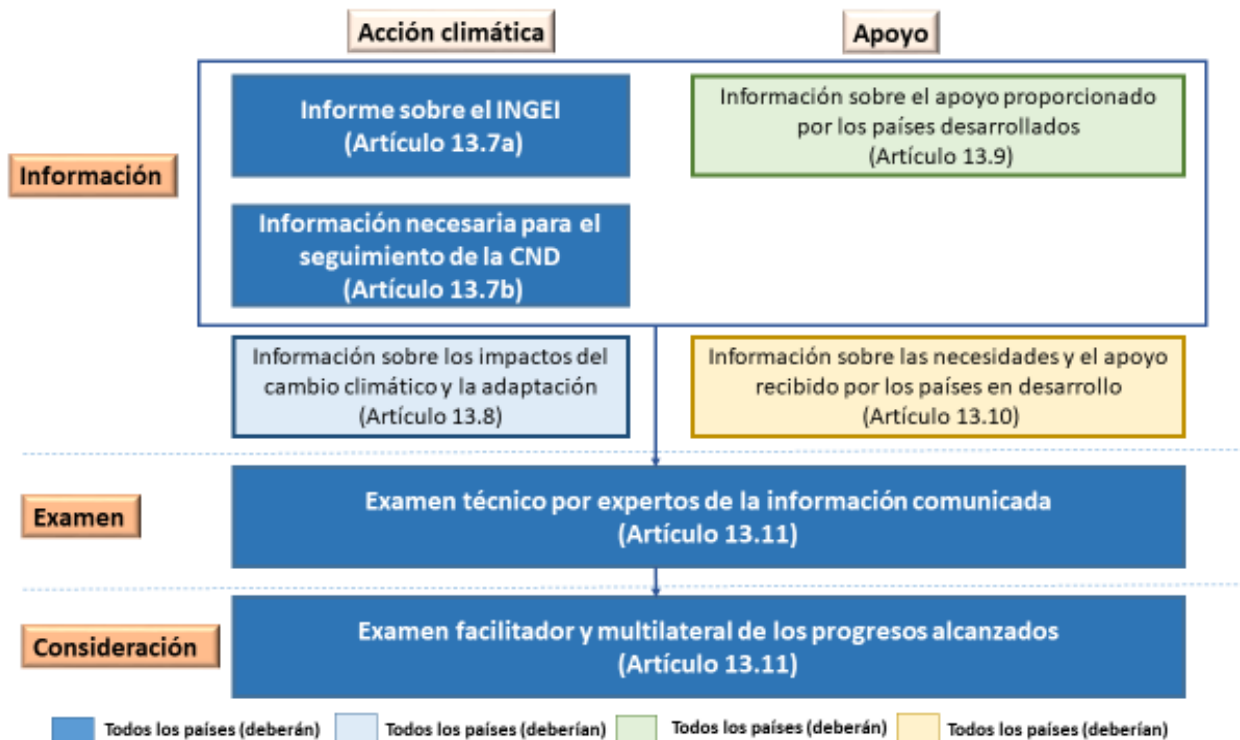 Acción climática
Apoyo
Información
Informe sobre el INGEI
(Artículo 13.7a)
Información sobre el apoyo proporcionado
por los países desarrollados
(Artículo 13.9)
Información necesaria para el
seguimiento de la CND
(Artículo 13.7b)
Información sobre los impactos del
cambio climático y la adaptación
(Artículo 13.8)
Información sobre las necesidades y el apoyo
recibido por los países en desarrollo
(Artículo 13.10)
Examen
Examen técnico por expertos de la información comunicada
(Artículo 13.11)
Consideración
Examen facilitador y multilateral de los progresos alcanzados
(Artículo 13.11)
Todos los países (deberán)
Todos los países (deberían)
Todos los países (deberán)
Todos los países (deberían)